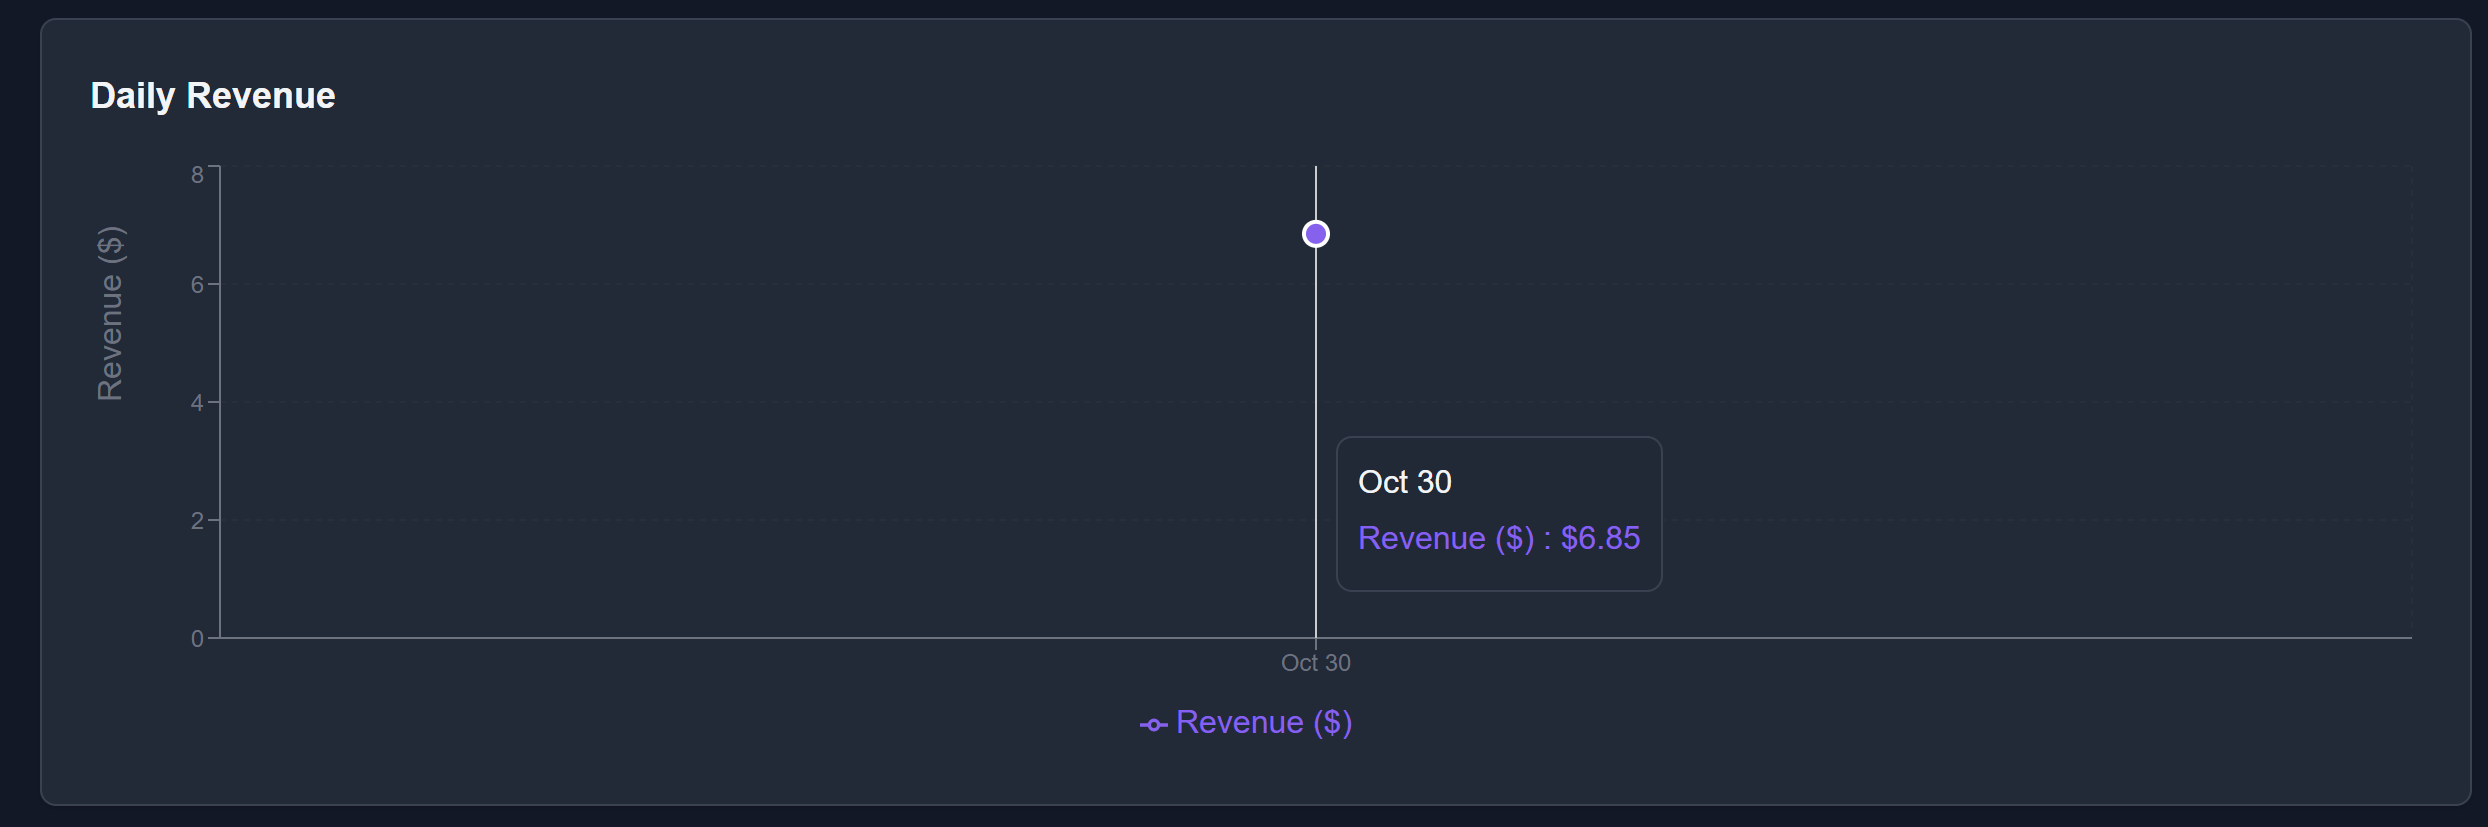 Daily Revenue
Revenue ($)
8
6
4
2
0
Oct 30
Revenue ($) : $6.85
Oct 30
Revenue ($)